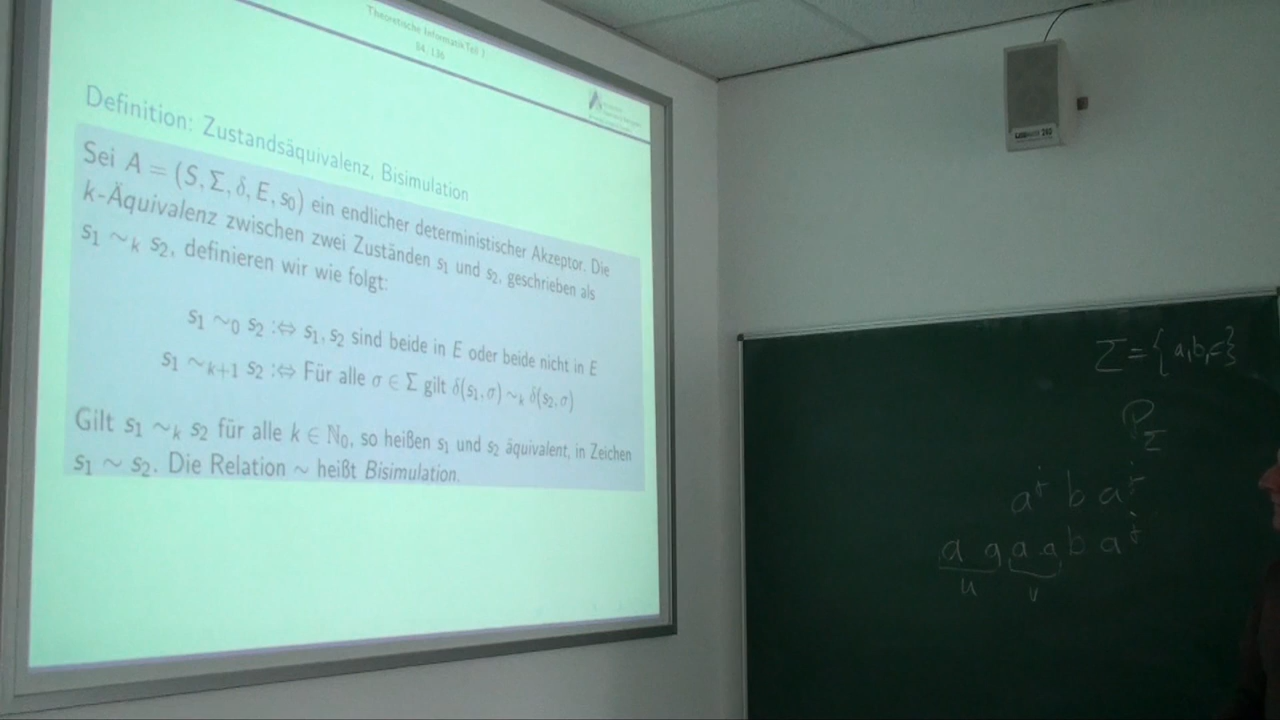 Theoretische Informatik Teil 1
Definition: Zustandsäquivalenz, Bisimulation
Sei A = (S, Σ, δ, E, s₀) ein endlicher deterministischer Akzeptor. Die
k-Äquivalenz zwischen zwei Zuständen s₁ und s₂, geschrieben als
s₁ ∼ₖ s₂, definieren wir wie folgt:
s₁ ∼₀ s₂ :⇔ s₁, s₂ sind beide in E oder beide nicht in E
s₁ ∼ₖ₊₁ s₂ :⇔ Für alle σ ∈ Σ gilt δ(s₁, σ) ∼ₖ δ(s₂, σ)
Gilt s₁ ∼ₖ s₂ für alle k ∈ ℕ₀, so heißen s₁ und s₂ äquivalent, in Zeichen
s₁ ∼ s₂. Die Relation ∼ heißt Bisimulation.
Σ = {a, b, c}
P_Σ
a b a
a a a a b a
u v